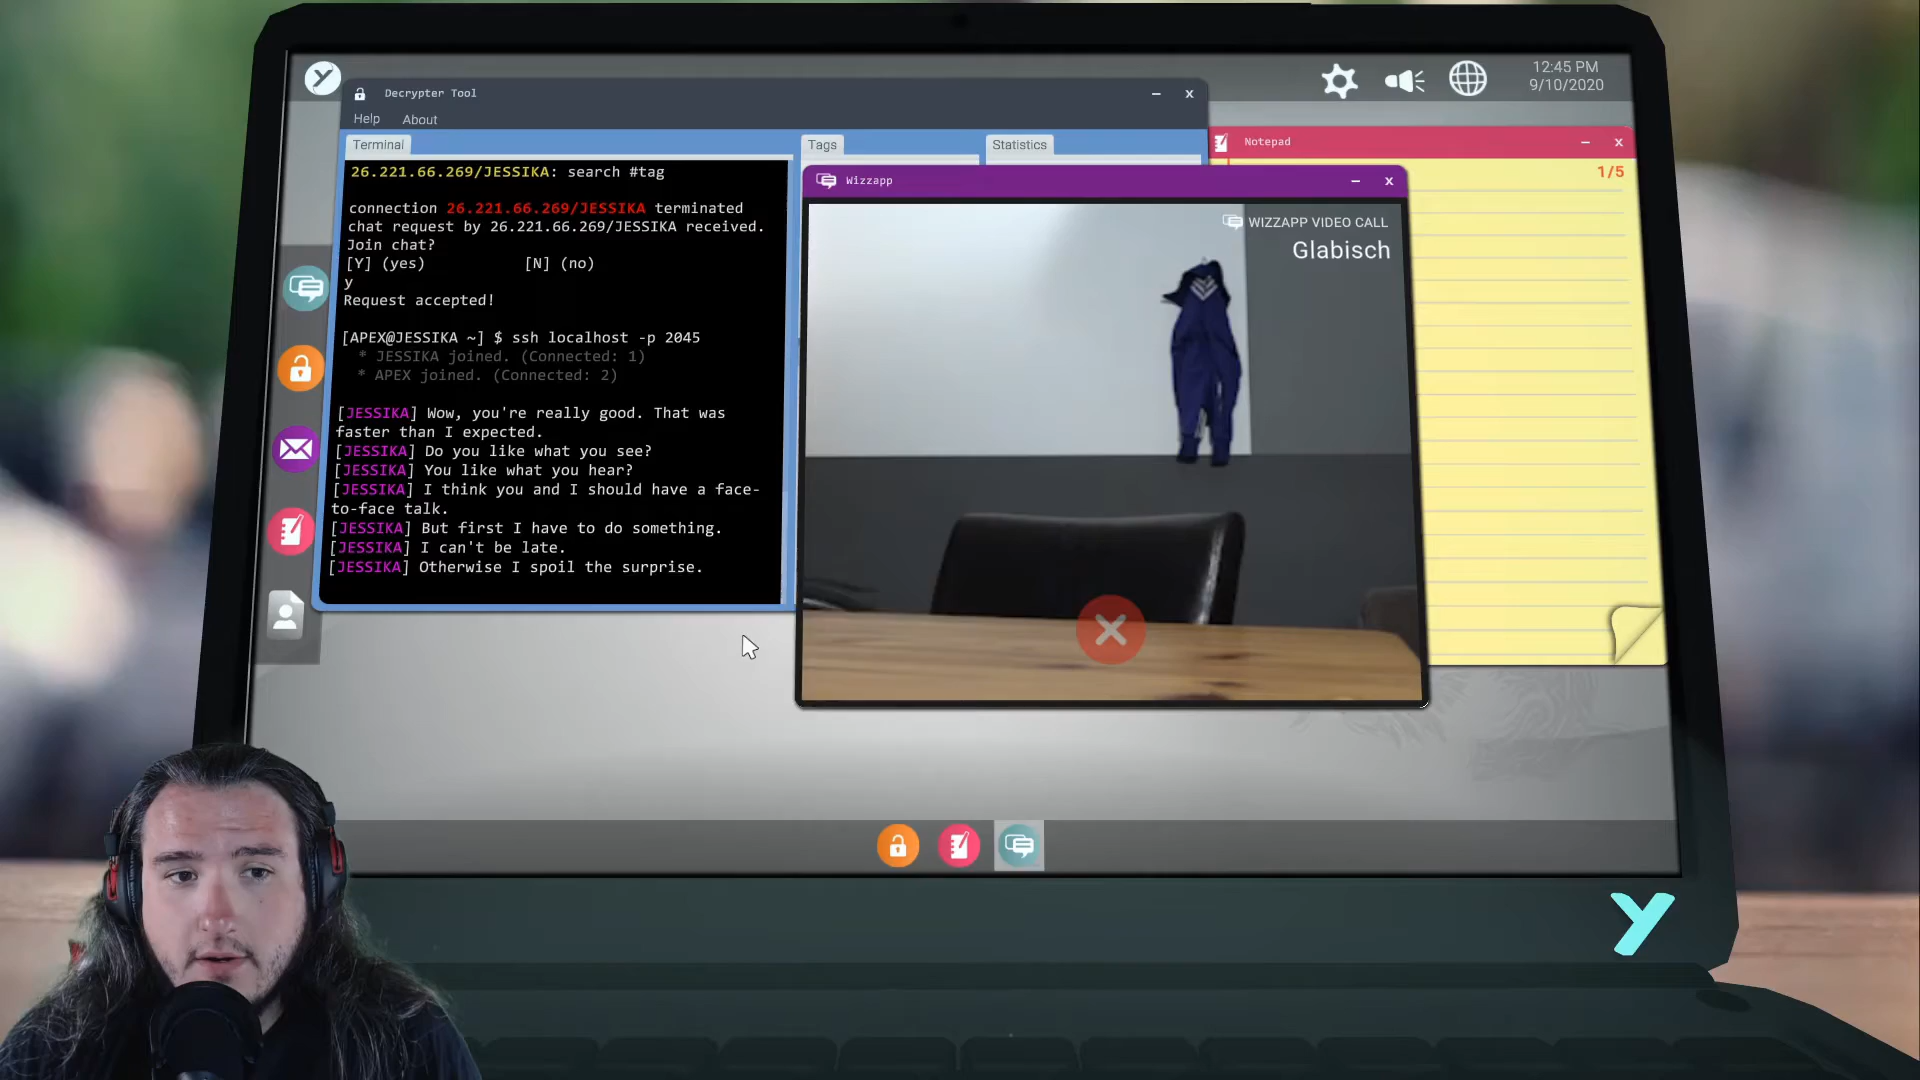 12:45 PM
9/10/2020
Decrypter Tool
Help About
Terminal
Tags
Statistics
26.221.66.269/JESSIKA: search #tag
connection 26.221.66.269/JESSIKA terminated
chat request by 26.221.66.269/JESSIKA received.
Join chat?
[Y] (yes) [N] (no)
y
Request accepted!
[APEX@JESSIKA ~] $ ssh localhost -p 2045
* JESSIKA joined. (Connected: 1)
* APEX joined. (Connected: 2)
[JESSIKA] Wow, you're really good. That was
faster than I expected.
[JESSIKA] Do you like what you see?
[JESSIKA] You like what you hear?
[JESSIKA] I think you and I should have a face-
to-face talk.
[JESSIKA] But first I have to do something.
[JESSIKA] I can't be late.
[JESSIKA] Otherwise I spoil the surprise.
Wizzapp
WIZZAPP VIDEO CALL
Glabisch
Notepad
1/5